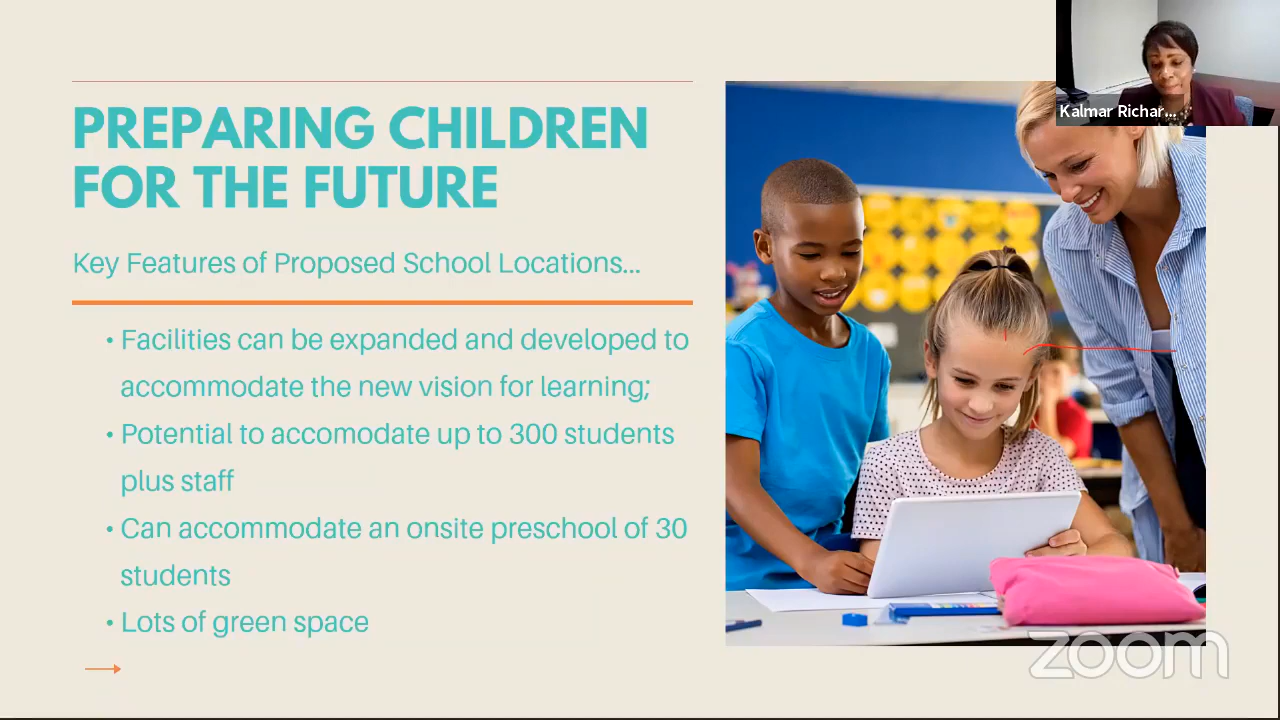 Kalmar Richar...
PREPARING CHILDREN
FOR THE FUTURE
Key Features of Proposed School Locations...
• Facilities can be expanded and developed to
accommodate the new vision for learning;
• Potential to accomodate up to 300 students
plus staff
• Can accommodate an onsite preschool of 30
students
• Lots of green space
zoom